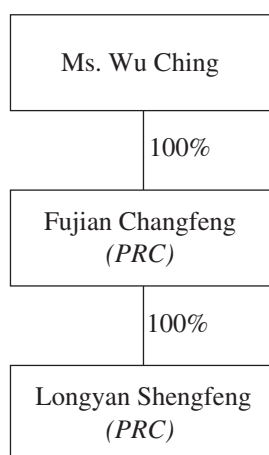 Ms. Wu Ching
100%
Fujian Changfeng
(PRC)
100%
Longyan Shengfeng
(PRC)